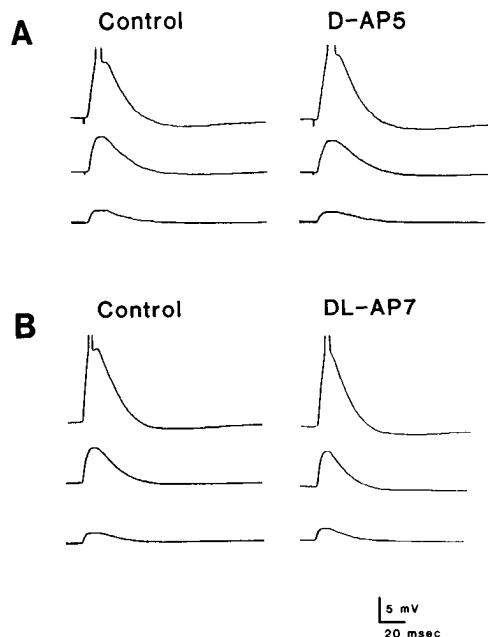 A
Control
D-AP5
B
Control
DL-AP7
5 mV
20 msec